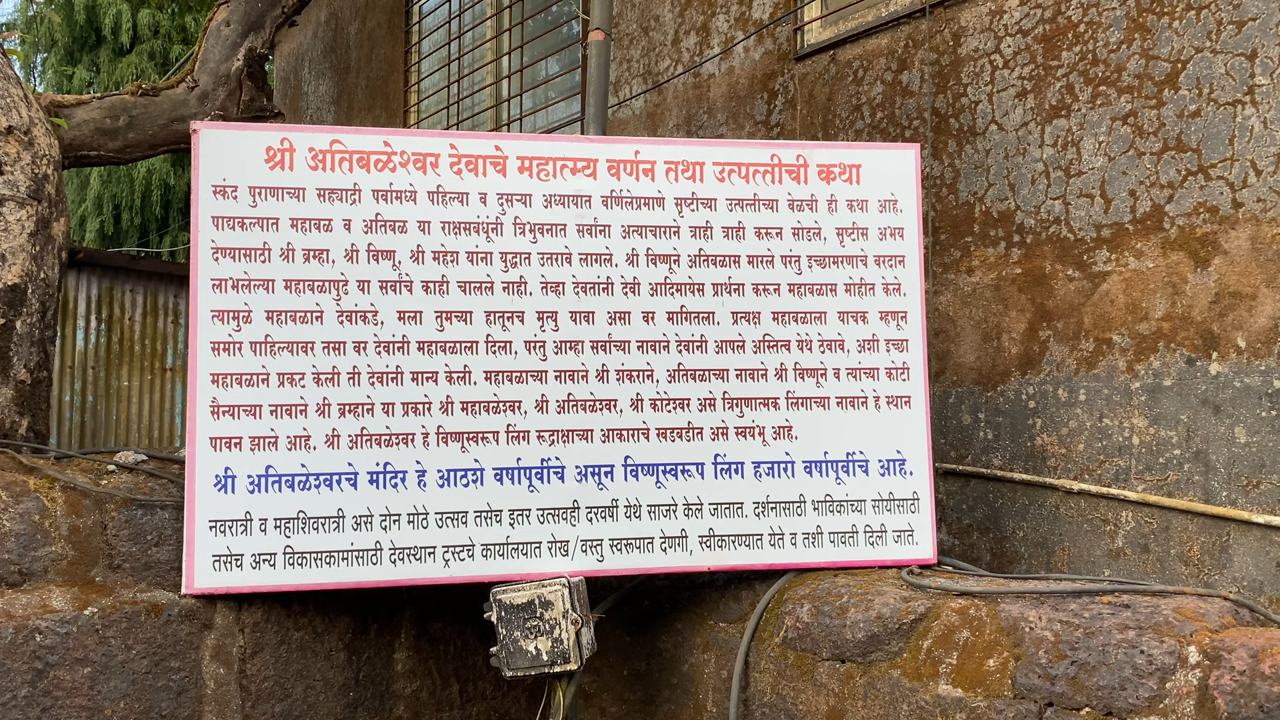 श्री अतिबळेश्वर देवाचे महात्म्य वर्णन तथा उत्पत्तीची कथा
स्कंद पुराणाच्या सह्याद्री पर्वामध्ये पहिल्या व दुसऱ्या अध्यायात वर्णिलेप्रमाणे सृष्टीच्या उत्पत्तीच्या वेळची ही कथा आहे.
पाद्यकल्पात महाबळ व अतिबळ या राक्षसबंधूंनी त्रिभुवनात सर्वांना अत्याचाराने त्राही त्राही करून सोडले, सृष्टीस अभय
देण्यासाठी श्री ब्रम्हा, श्री विष्णू, श्री महेश यांना युद्धात उतरावे लागले. श्री विष्णूने अतिबळास मारले परंतु इच्छामरणाचे वरदान
लाभलेल्या महाबळापुढे या सर्वांचे काही चालले नाही. तेव्हा देवतांनी देवी आदिमायेस प्रार्थना करून महाबळास मोहीत केले.
त्यामुळे महाबळाने देवांकडे, मला तुमच्या हातूनच मृत्यु यावा असा वर मागितला. प्रत्यक्ष महाबळाला याचक म्हणून
समोर पाहिल्यावर तसा वर देवांनी महाबळाला दिला, परंतु आम्हा सर्वांच्या नावाने देवांनी आपले अस्तित्व येथे ठेवावे, अशी इच्छा
महाबळाने प्रकट केली ती देवांनी मान्य केली. महाबळाच्या नावाने श्री शंकराने, अतिबळाच्या नावाने श्री विष्णूने व त्यांच्या कोटी
सैन्याच्या नावाने श्री ब्रम्हाने या प्रकारे श्री महाबळेश्वर, श्री अतिबळेश्वर, श्री कोटेश्वर असे त्रिगुणात्मक लिंगाच्या नावाने हे स्थान
पावन झाले आहे. श्री अतिबळेश्वर हे विष्णूस्वरूप लिंग रूद्राक्षाच्या आकाराचे खडबडीत असे स्वयंभू आहे.
श्री अतिबळेश्वरचे मंदिर हे आठशे वर्षापूर्वीचे असून विष्णूस्वरूप लिंग हजारो वर्षापूर्वीचे आहे.
नवरात्री व महाशिवरात्री असे दोन मोठे उत्सव तसेच इतर उत्सवही दरवर्षी येथे साजरे केले जातात. दर्शनासाठी भाविकांच्या सोयीसाठी
तसेच अन्य विकासकामांसाठी देवस्थान ट्रस्टचे कार्यालयात रोख/वस्तु स्वरूपात देणगी, स्वीकारण्यात येते व तशी पावती दिली जाते.